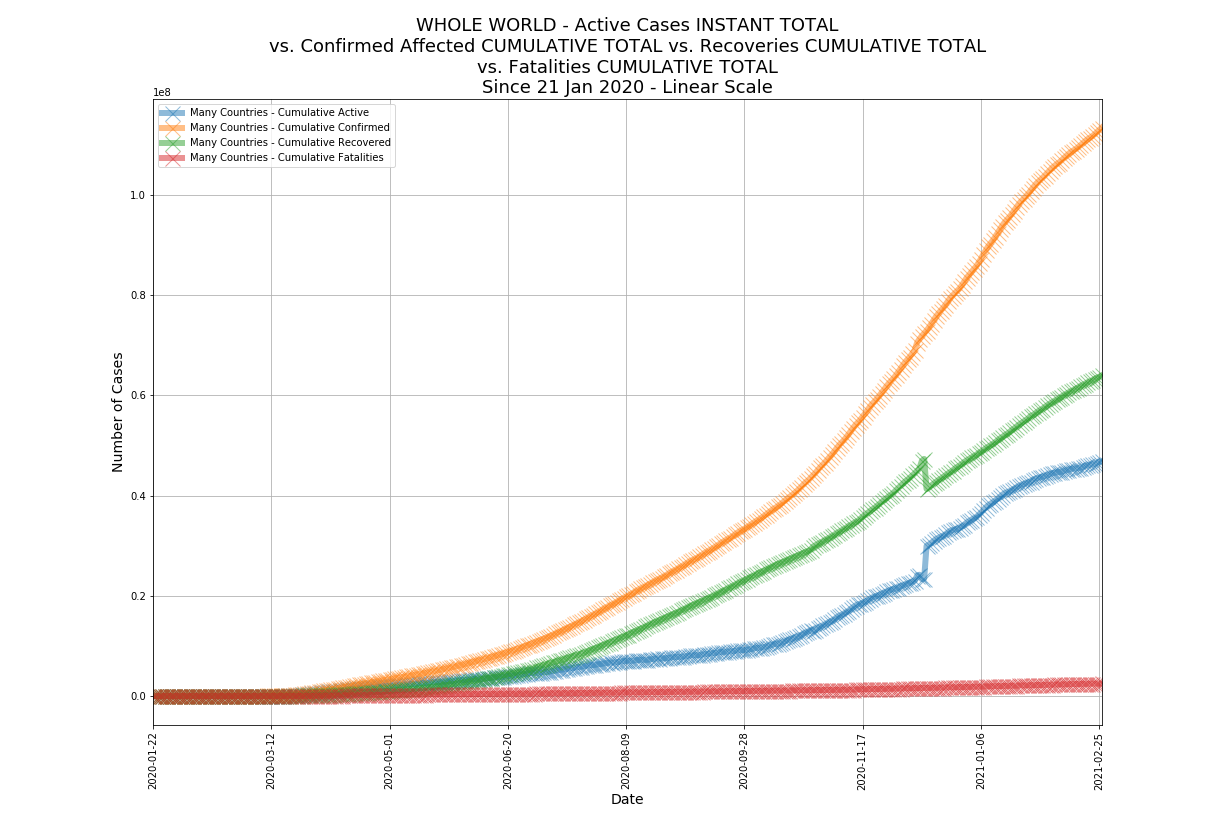 WHOLE WORLD - Active Cases INSTANT TOTAL
vs. Confirmed Affected CUMULATIVE TOTAL vs. Recoveries CUMULATIVE TOTAL
vs. Fatalities CUMULATIVE TOTAL
Since 21 Jan 2020 - Linear Scale
1e8
Many Countries - Cumulative Active
Many Countries - Cumulative Confirmed
Many Countries - Cumulative Recovered
Many Countries - Cumulative Fatalities
1.0
0.8
0.6
0.4
0.2
0.0
Number of Cases
2020-01-22
2020-03-12
2020-05-01
2020-06-20
2020-08-09
2020-09-28
2020-11-17
2021-01-06
2021-02-25
Date